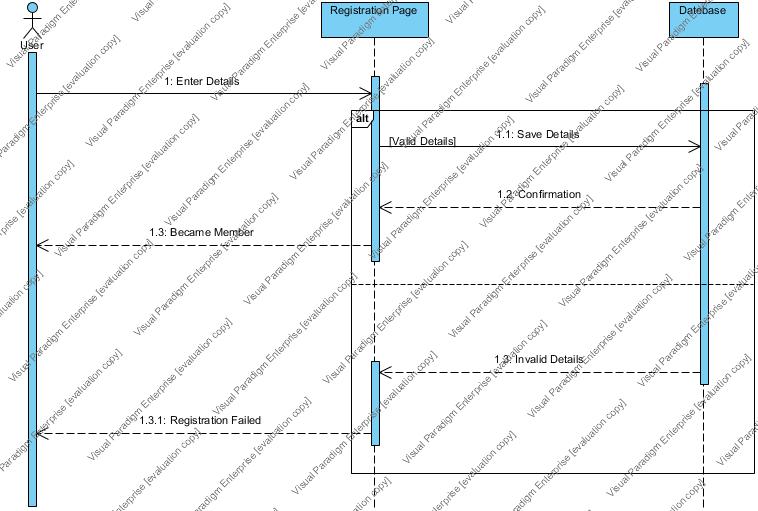 Registration Page
Datebase
User
1: Enter Details
alt
[Valid Details]
1.1: Save Details
1.2: Confirmation
1.3: Became Member
1.3: Invalid Details
1.3.1: Registration Failed
Visual Paradigm Enterprise [evaluation copy]